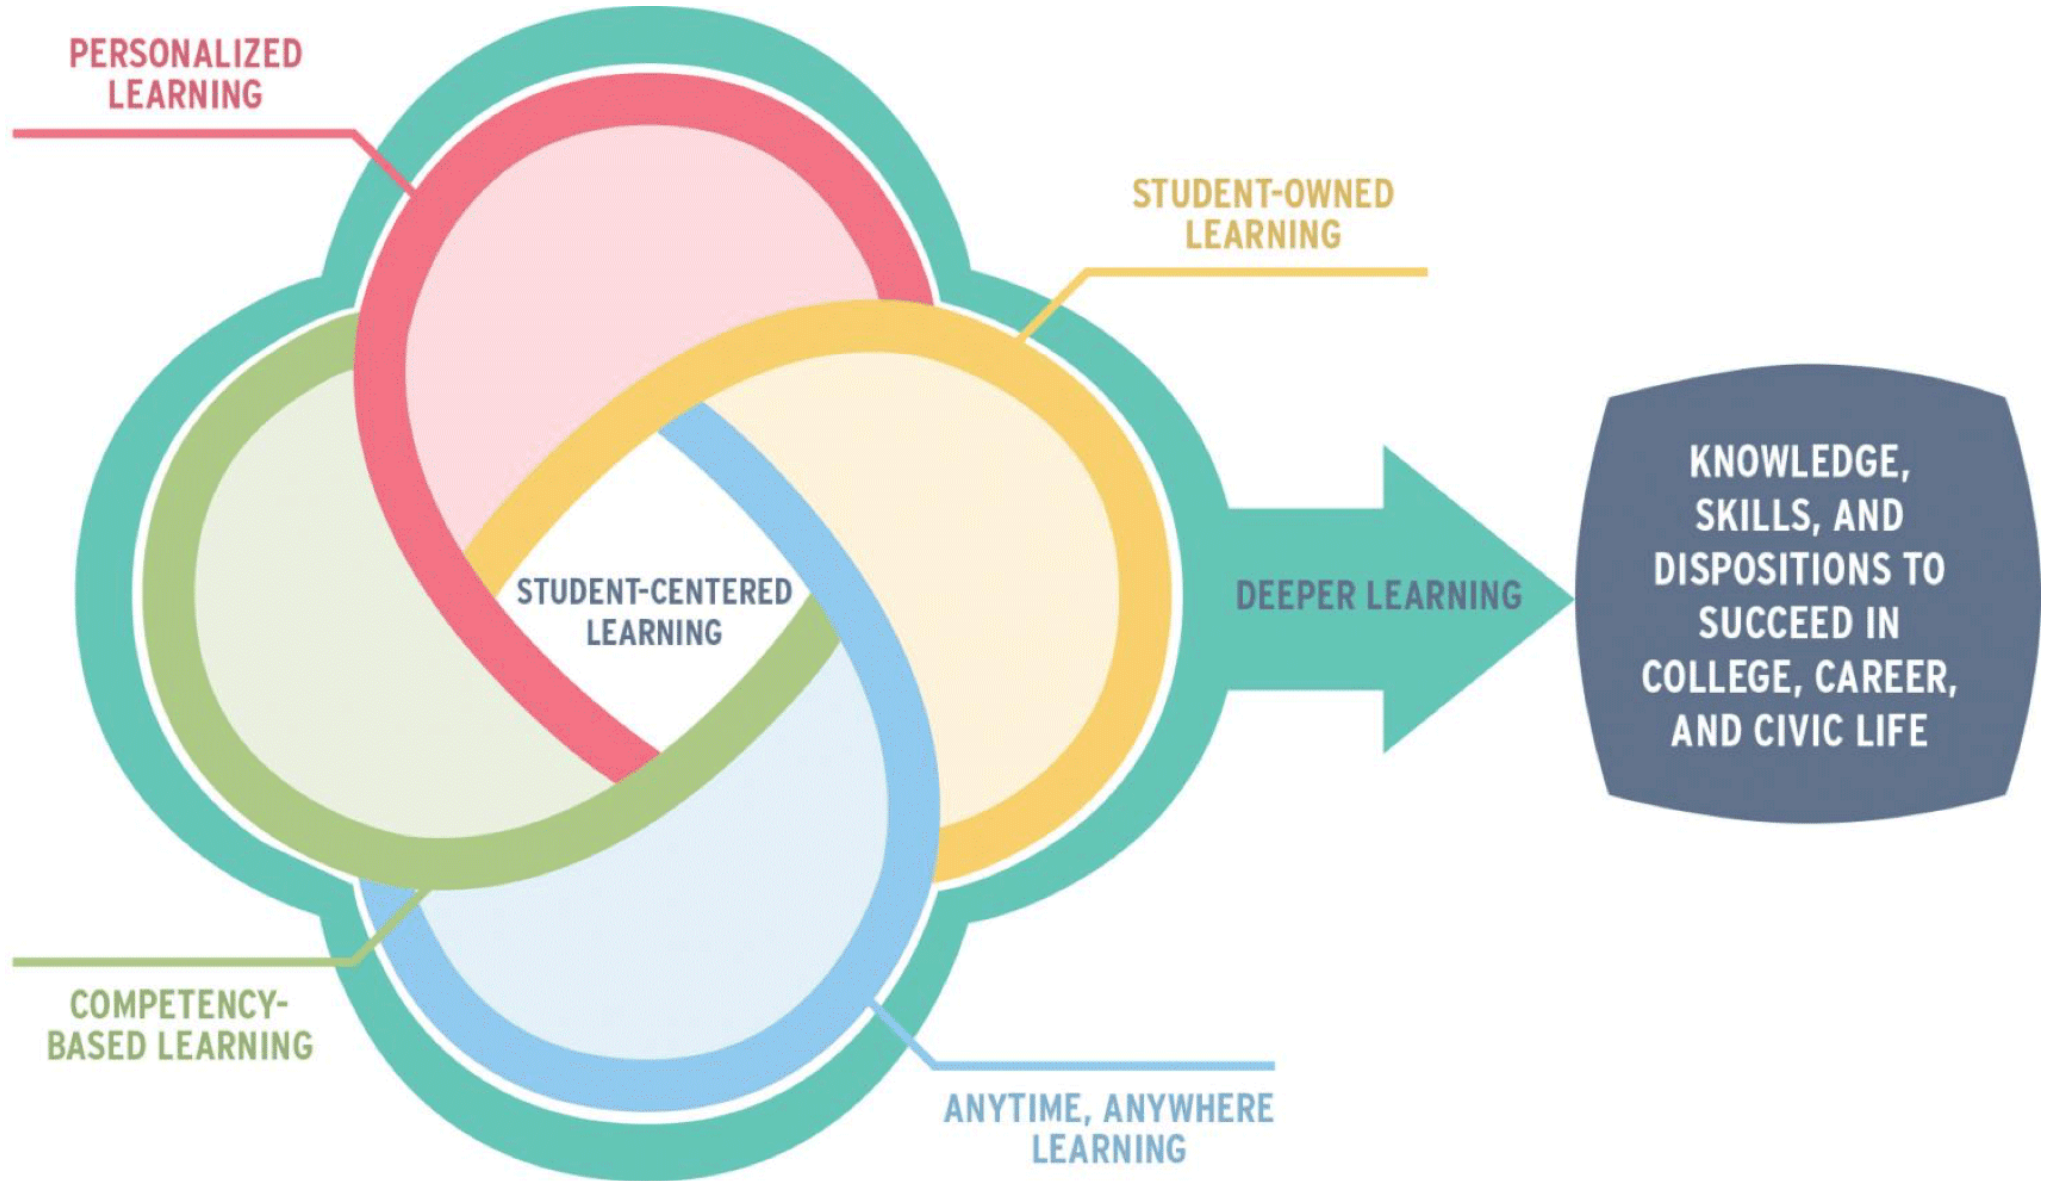 PERSONALIZED
LEARNING
STUDENT-OWNED
LEARNING
STUDENT-CENTERED
LEARNING
DEEPER LEARNING
KNOWLEDGE,
SKILLS, AND
DISPOSITIONS TO
SUCCEED IN
COLLEGE, CAREER,
AND CIVIC LIFE
COMPETENCY-
BASED LEARNING
ANYTIME, ANYWHERE
LEARNING